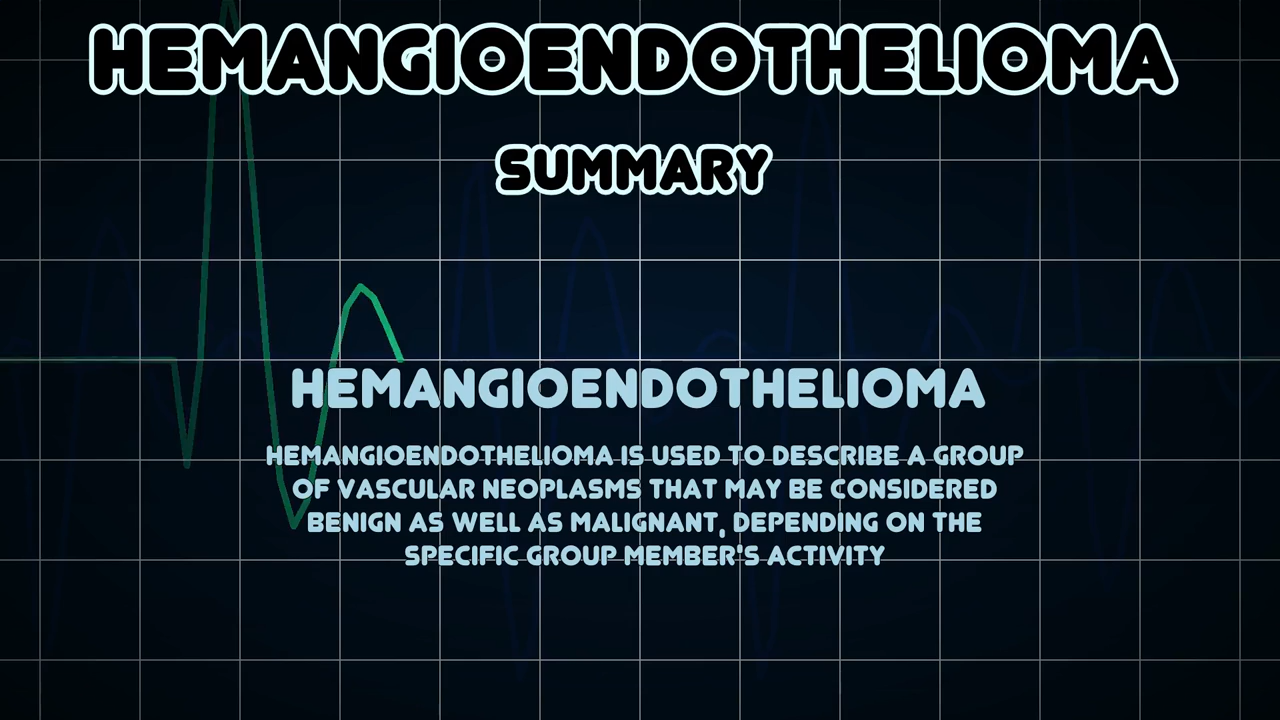 HEMANGIOENDOTHELIOMA
SUMMARY
HEMANGIOENDOTHELIOMA
HEMANGIOENDOTHELIOMA IS USED TO DESCRIBE A GROUP
OF VASCULAR NEOPLASMS THAT MAY BE CONSIDERED
BENIGN AS WELL AS MALIGNANT, DEPENDING ON THE
SPECIFIC GROUP MEMBER'S ACTIVITY